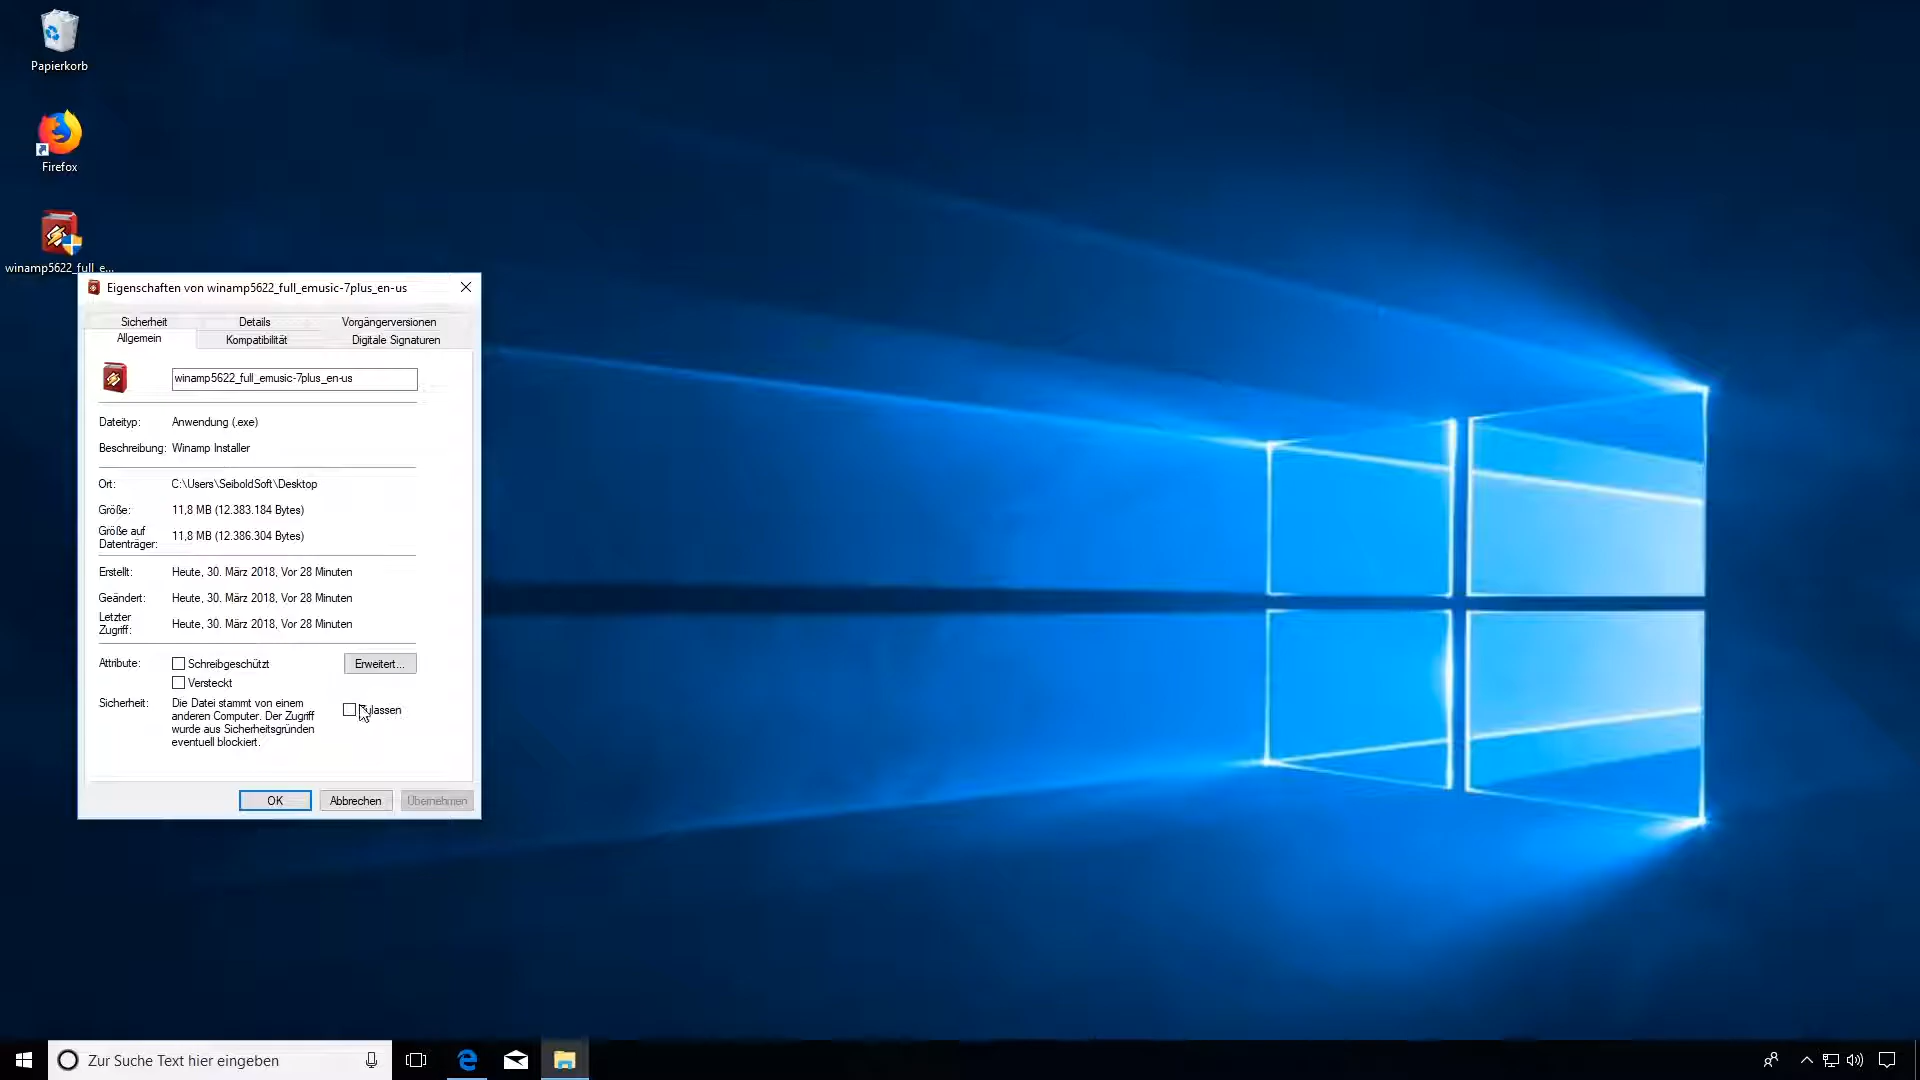 Papierkorb
Firefox
winamp5622_full_e...
Eigenschaften von winamp5622_full_emusic-7plus_en-us
Sicherheit Details Vorgängerversionen
Allgemein Kompatibilität Digitale Signaturen
winamp5622_full_emusic-7plus_en-us
Dateityp: Anwendung (.exe)
Beschreibung: Winamp Installer
Ort: C:\Users\SeiboldSoft\Desktop
Größe: 11,8 MB (12.383.184 Bytes)
Größe auf
Datenträger: 11,8 MB (12.386.304 Bytes)
Erstellt: Heute, 30. März 2018, Vor 28 Minuten
Geändert: Heute, 30. März 2018, Vor 28 Minuten
Letzter
Zugriff: Heute, 30. März 2018, Vor 28 Minuten
Attribute: Schreibgeschützt Erweitert...
Versteckt
Sicherheit: Die Datei stammt von einem
anderen Computer. Der Zugriff
wurde aus Sicherheitsgründen
eventuell blockiert.
Zulassen
OK Abbrechen Übernehmen
Zur Suche Text hier eingeben